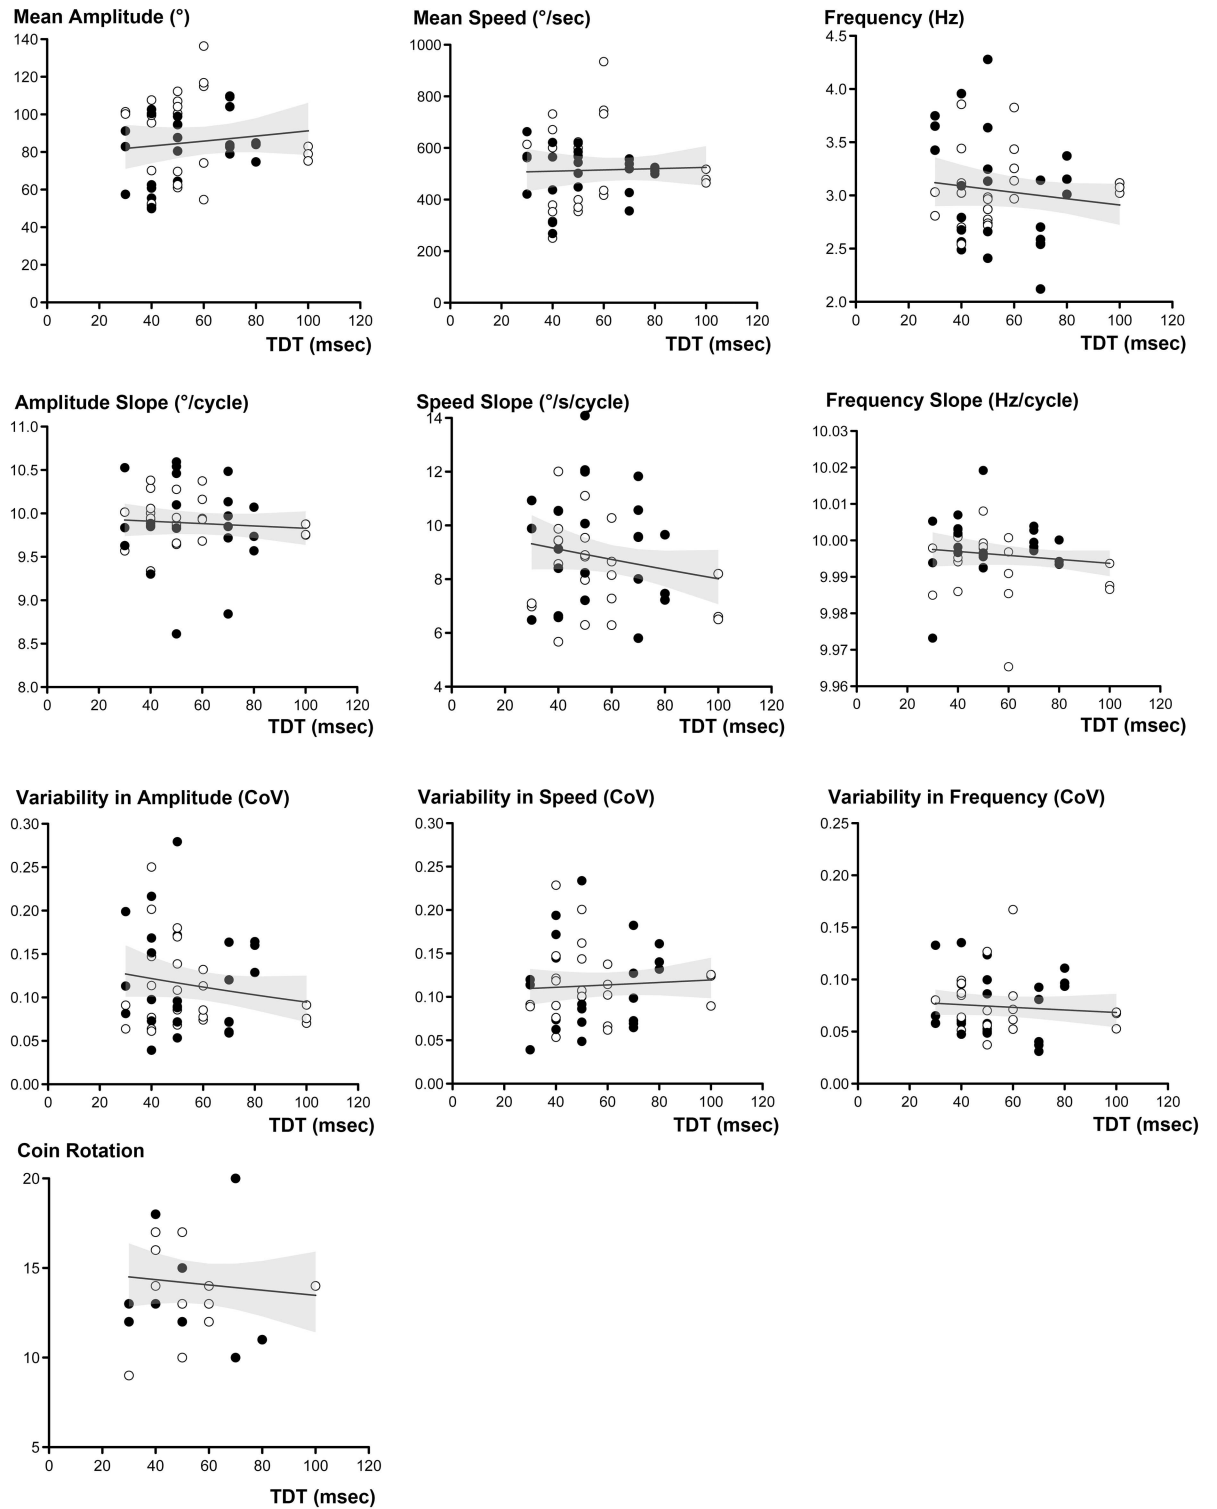 Mean Amplitude (°) Mean Speed (°/sec) Frequency (Hz)
140 1000 4.5
120 800 4.0
100 600 3.5
80 400 3.0
60 200 2.5
40 0 2.0
20
0
0 20 40 60 80 100 120 0 20 40 60 80 100 120 0 20 40 60 80 100 120
TDT (msec) TDT (msec) TDT (msec)
Amplitude Slope (°/cycle) Speed Slope (°/s/cycle) Frequency Slope (Hz/cycle)
11.0 14 10.03
10.5 12 10.02
10.0 10 10.01
9.5 8 10.00
9.0 6 9.99
8.5 4 9.98
8.0 9.97
9.96
0 20 40 60 80 100 120 0 20 40 60 80 100 120 0 20 40 60 80 100 120
TDT (msec) TDT (msec) TDT (msec)
Variability in Amplitude (CoV) Variability in Speed (CoV) Variability in Frequency (CoV)
0.30 0.30 0.25
0.25 0.25 0.20
0.20 0.20 0.15
0.15 0.15 0.10
0.10 0.10 0.05
0.05 0.05 0.00
0.00 0.00
0 20 40 60 80 100 120 0 20 40 60 80 100 120 0 20 40 60 80 100 120
TDT (msec) TDT (msec) TDT (msec)
Coin Rotation
20
15
10
5
0 20 40 60 80 100 120
TDT (msec)